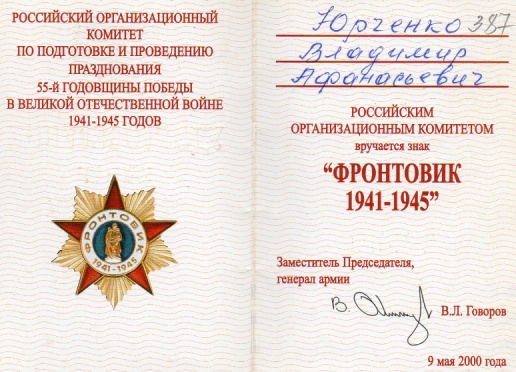 РОССИЙСКИЙ ОРГАНИЗАЦИОННЫЙ
КОМИТЕТ
ПО ПОДГОТОВКЕ И ПРОВЕДЕНИЮ
ПРАЗДНОВАНИЯ
55-й ГОДОВЩИНЫ ПОБЕДЫ
В ВЕЛИКОЙ ОТЕЧЕСТВЕННОЙ ВОЙНЕ
1941-1945 ГОДОВ
ФРОНТОВИК
1941-1945
Юрченко 387
Владимир
Афанасьевич
РОССИЙСКИМ
ОРГАНИЗАЦИОННЫМ КОМИТЕТОМ
вручается знак
“ФРОНТОВИК
1941-1945”
Заместитель Председателя,
генерал армии
В.Л. Говоров
9 мая 2000 года